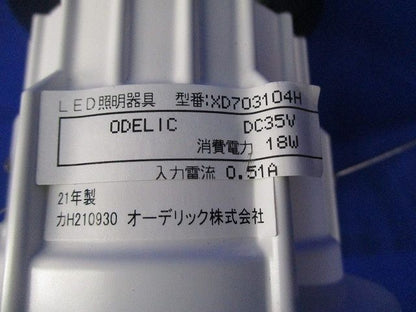 LED照明器具 型番:XD703104H
ODELIC DC35V
消費電力 18W
入力電流 0.51A
21年製
カH210930 オーデリック株式会社